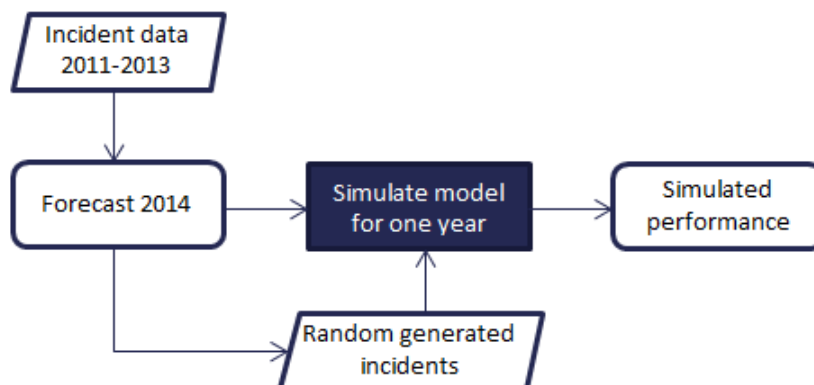 Incident data
2011-2013
Forecast 2014
Simulate model
for one year
Simulated
performance
Random generated
incidents